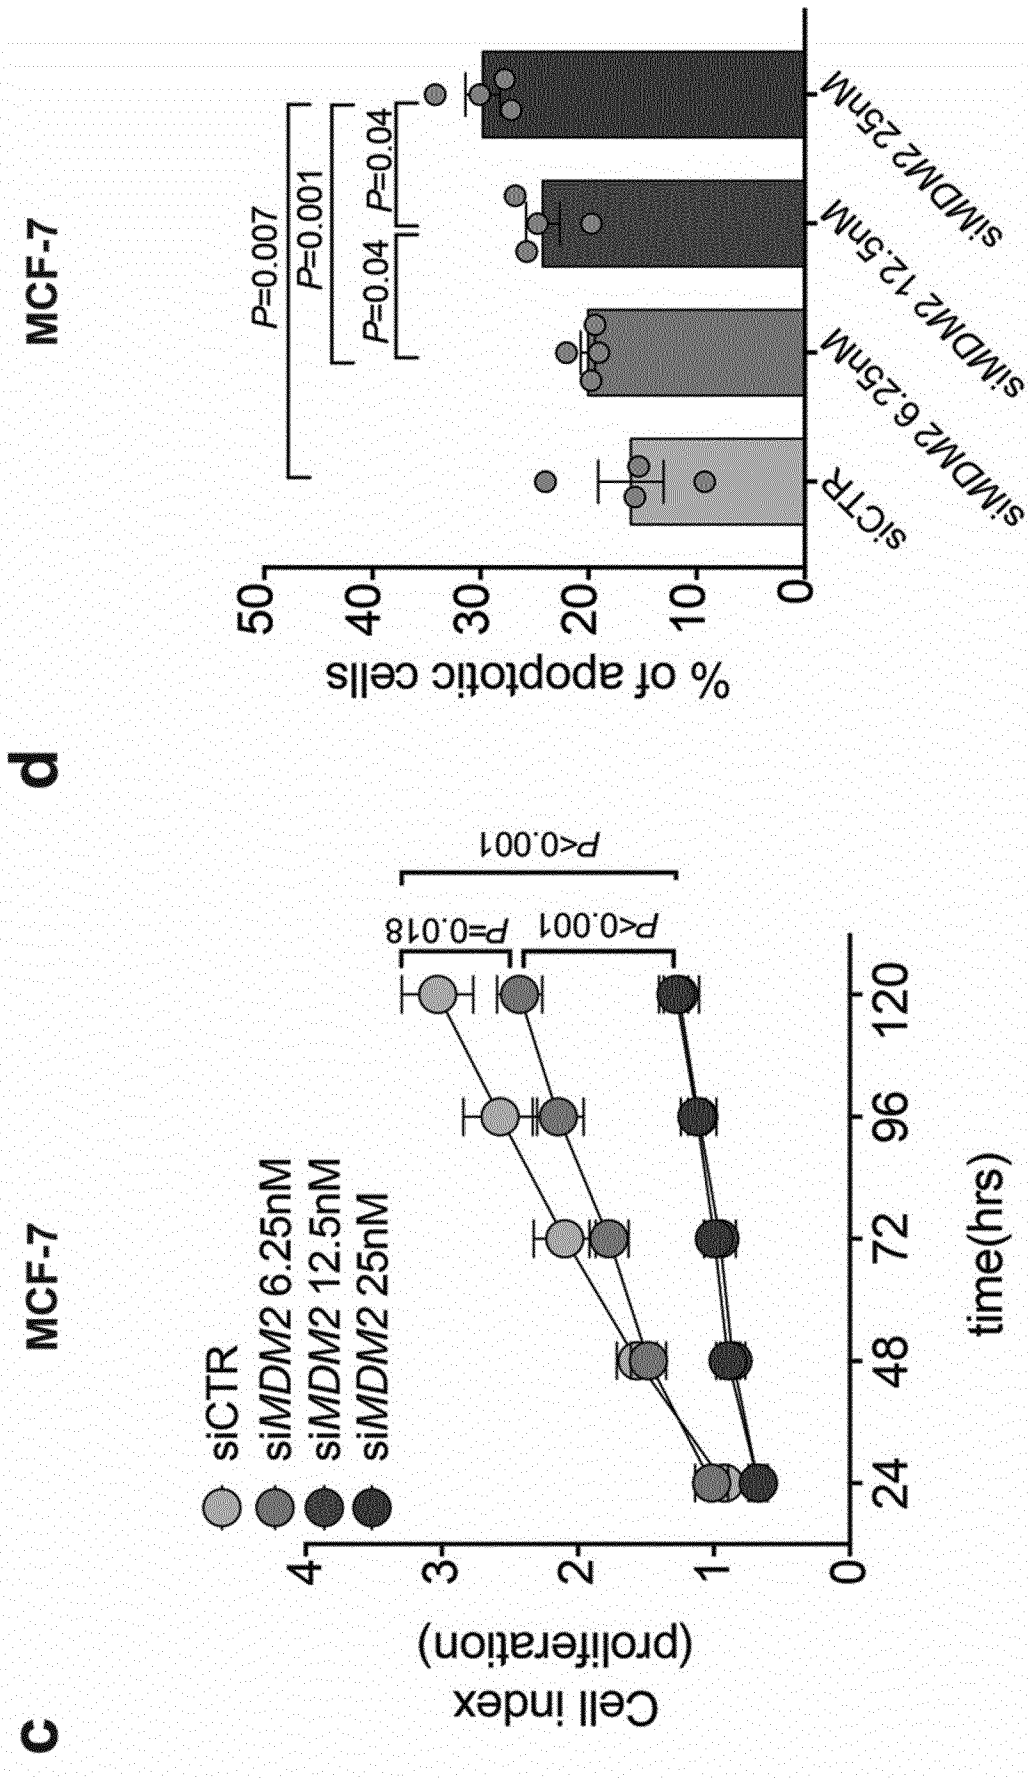 c
MCF-7
siCTR
siMDM2 6.25nM
siMDM2 12.5nM
siMDM2 25nM
Cell index
(proliferation)
4
3
2
1
0
24
48
72
96
120
time(hrs)
P=0.018
P<0.001
P<0.001
d
MCF-7
% of apoptotic cells
50
40
30
20
10
0
P=0.007
P=0.001
P=0.04
P=0.04
siCTR
siMDM2 6.25nM
siMDM2 12.5nM
siMDM2 25nM